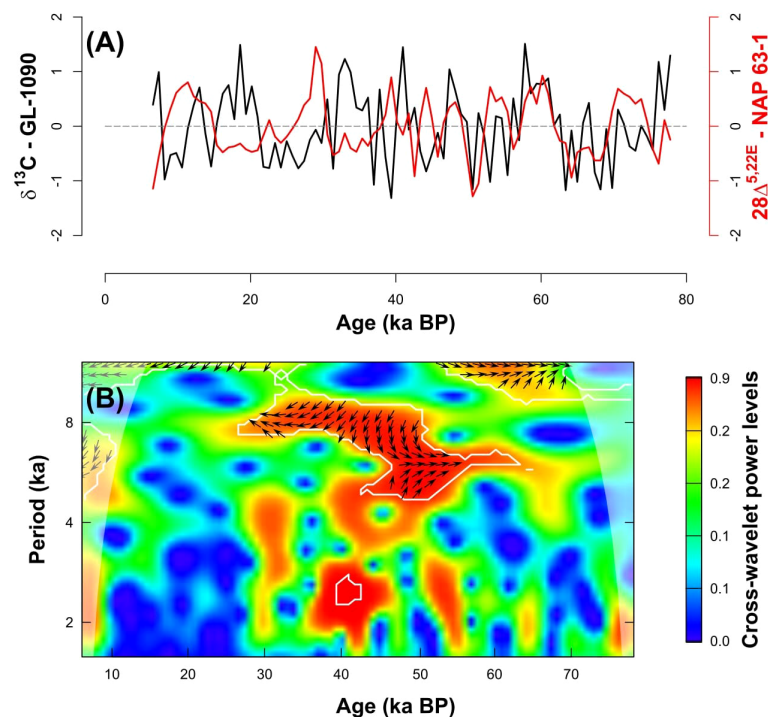 (A)
2
1
0
-1
-2
δ13C - GL-1090
2
1
0
-1
-2
28Δ5,22E - NAP 63-1
0 20 40 60 80
Age (ka BP)
(B)
8
4
2
Period (ka)
10 20 30 40 50 60 70
Age (ka BP)
0.9
0.2
0.1
0.1
0.0
Cross-wavelet power levels